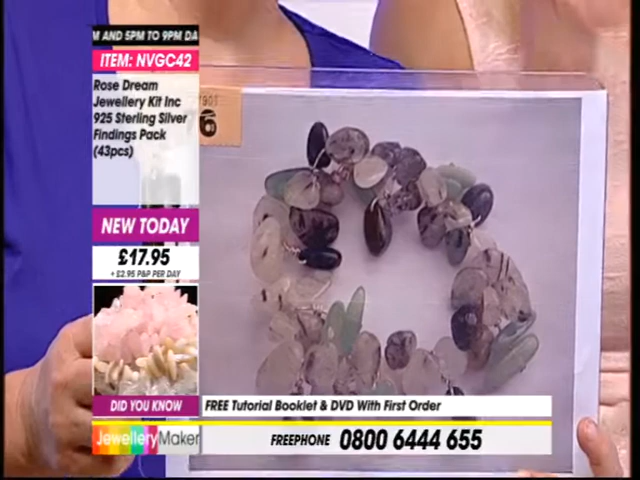 M AND 5PM TO 9PM DA
ITEM: NVGC42
Rose Dream
Jewellery Kit Inc
925 Sterling Silver
Findings Pack
(43pcs)
6
NEW TODAY
£17.95
+ £2.95 P&P PER DAY
DID YOU KNOW
FREE Tutorial Booklet & DVD With First Order
JewelleryMaker
FREEPHONE 0800 6444 655